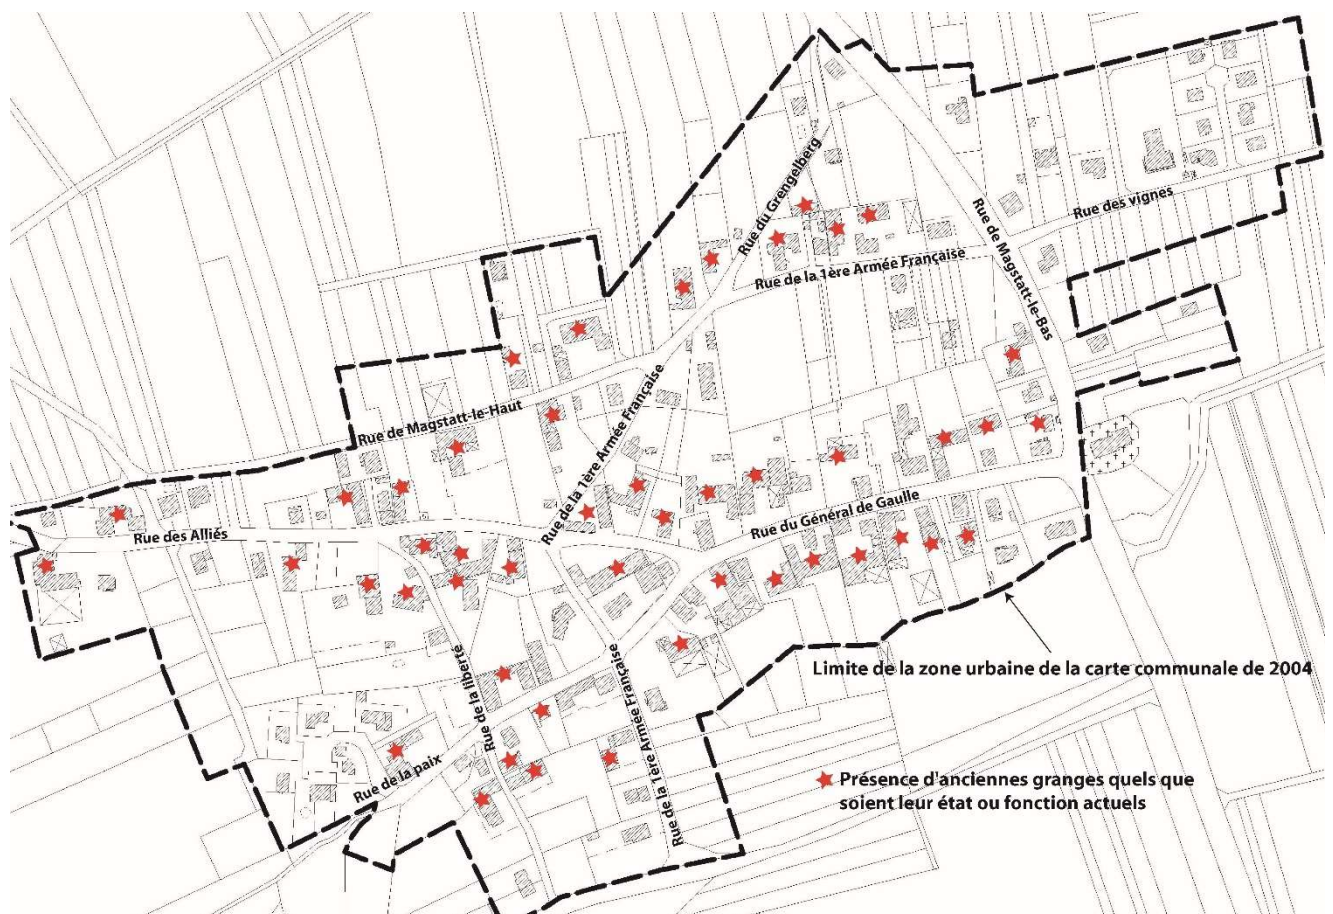 Rue du Grengelberg
Rue des vignes
Rue de Magstatt-le-Bas
Rue de la 1ère Armée Française
Rue de Magstatt-le-Haut
Rue de la 1ère Armée Française
Rue du Général de Gaulle
Rue des Alliés
Limite de la zone urbaine de la carte communale de 2004
Rue de la liberté
Rue de la 1ère Armée Française
Rue de la paix
Présence d'anciennes granges quels que
soient leur état ou fonction actuels